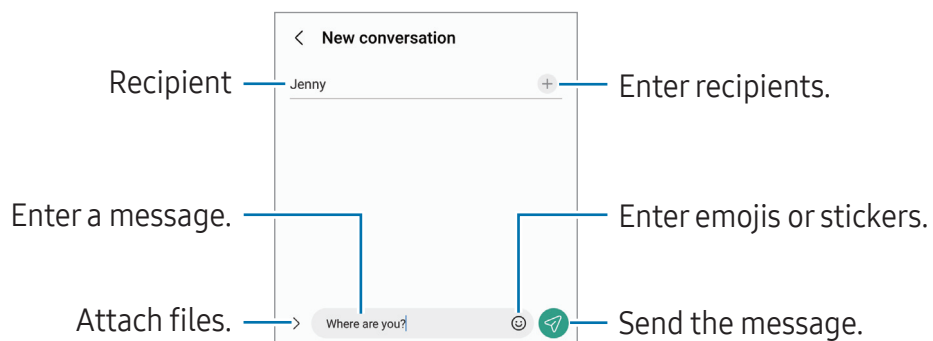 New conversation
Recipient
Jenny
Enter recipients.
Enter a message.
Enter emojis or stickers.
Attach files.
Where are you?
Send the message.